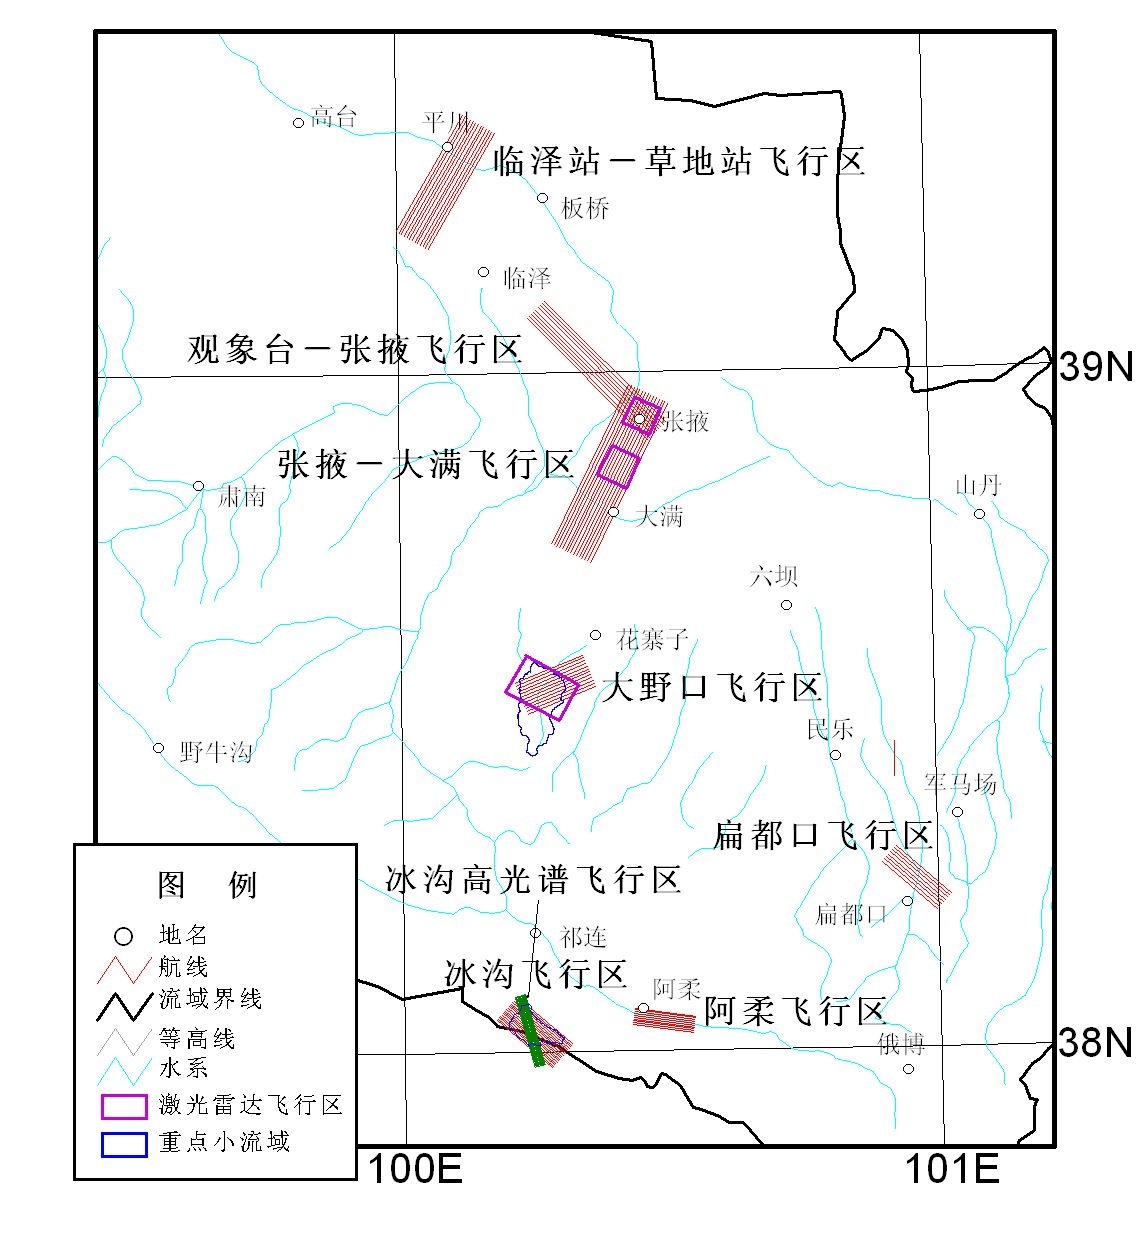 高台
平川
临泽站－草地站飞行区
板桥
临泽
观象台－张掖飞行区
39N
张掖
张掖－大满飞行区
肃南
山丹
大满
六坝
花寨子
大野口飞行区
民乐
野牛沟
军马场
扁都口飞行区
冰沟高光谱飞行区
扁都口
祁连
冰沟飞行区
阿柔
阿柔飞行区
俄博
38N
图 例
地名
航线
流域界线
等高线
水系
激光雷达飞行区
重点小流域
100E
101E